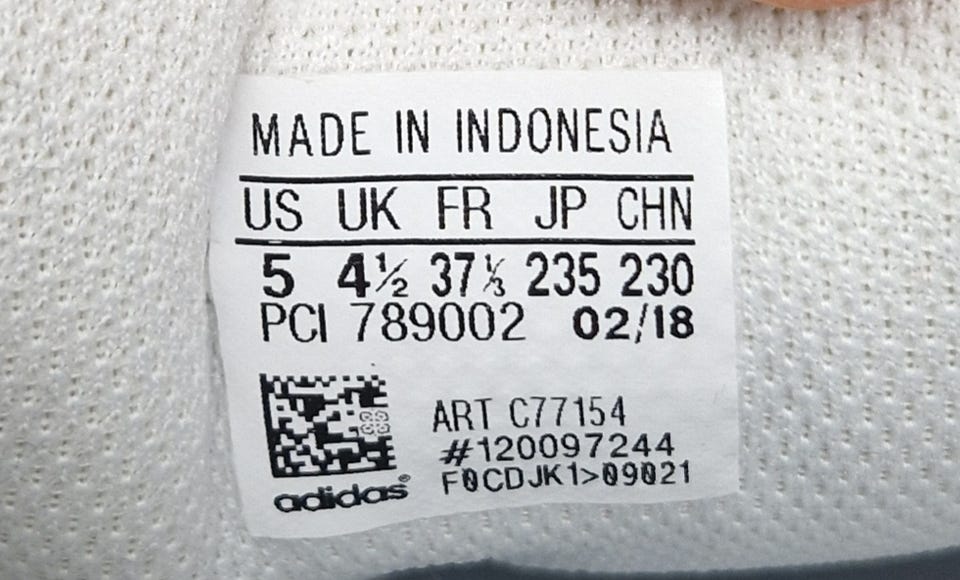 MADE IN INDONESIA
US UK FR JP CHN
5 4½ 37⅓ 235 230
PCI 789002 02/18
ART C77154
#120097244
F0CDJK1>09021
adidas®